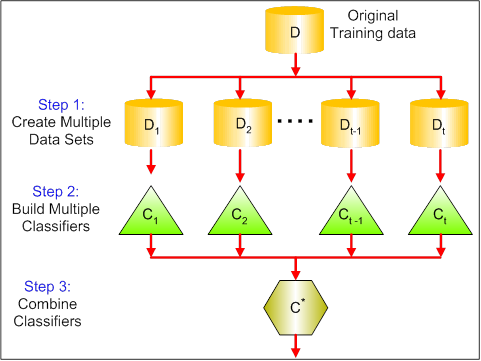 D
Original
Training data
Step 1:
Create Multiple
Data Sets
D1
D2
....
Dt-1
Dt
Step 2:
Build Multiple
Classifiers
C1
C2
Ct -1
Ct
Step 3:
Combine
Classifiers
C*